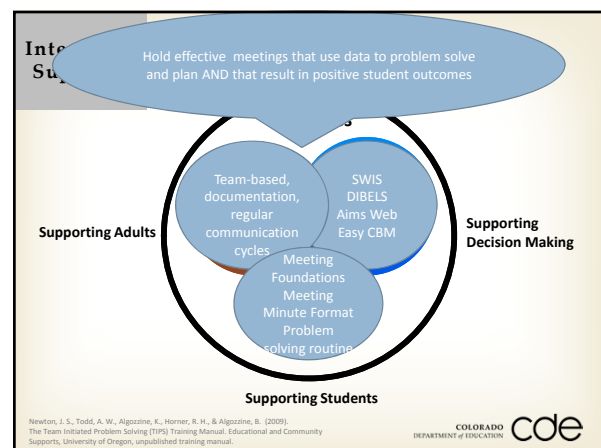 Hold effective meetings that use data to problem solve
and plan AND that result in positive student outcomes
Team-based,
documentation,
regular
communication
cycles
SWIS
DIBELS
Aims Web
Easy CBM
Supporting Adults
Supporting
Decision Making
Meeting
Foundations
Meeting
Minute Format
Problem
solving routine
Supporting Students
Newton, J. S., Todd, A. W., Algozzine, K., Horner, R. H., & Algozzine, B. (2009).
The Team Initiated Problem Solving (TIPS) Training Manual. Educational and Community
Supports, University of Oregon, unpublished training manual.
COLORADO
DEPARTMENT of EDUCATION
cde